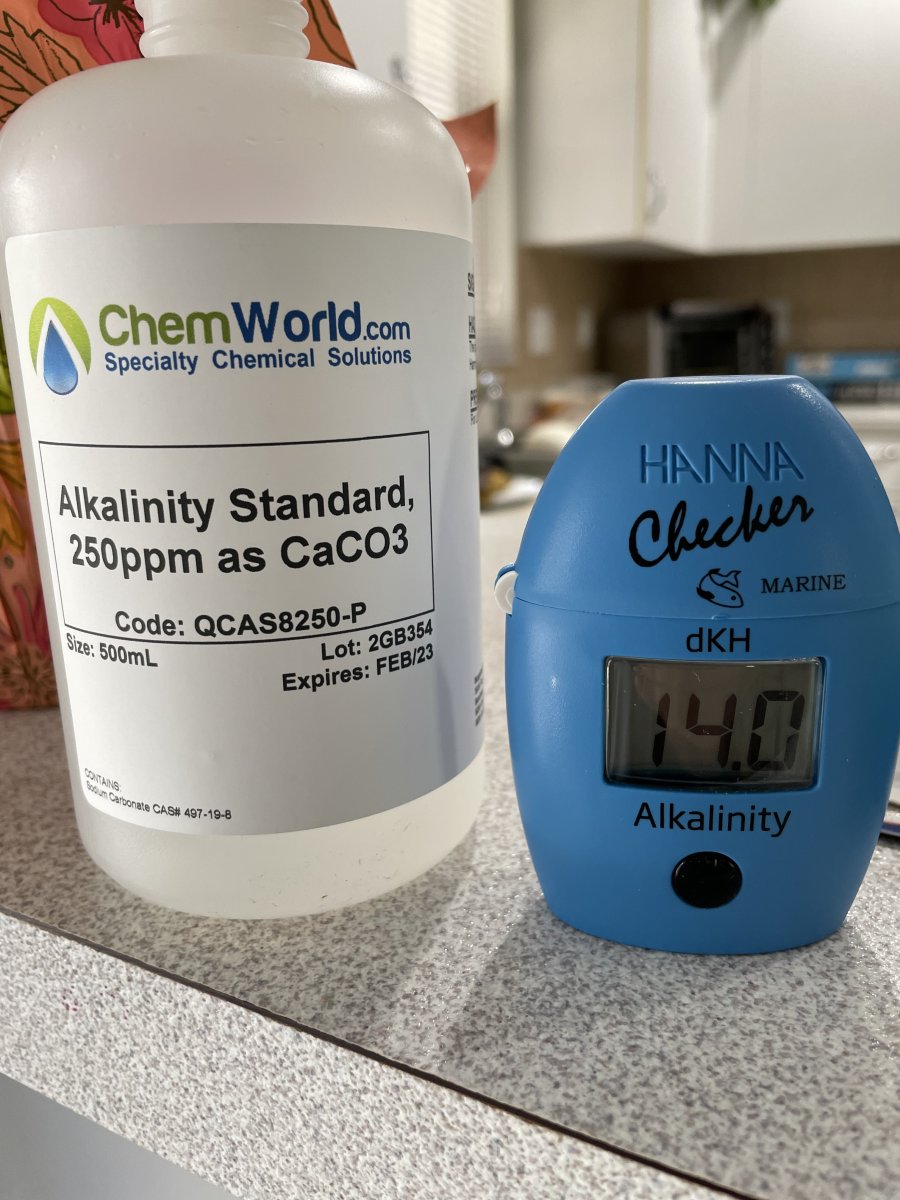 ChemWorld.com
Specialty Chemical Solutions
Alkalinity Standard,
250ppm as CaCO3
Code: QCAS8250-P
Size: 500mL
Lot: 2GB354
Expires: FEB/23
CONTAINS:
Sodium Carbonate CAS# 497-19-8
HANNA
Checker
MARINE
dKH
14.0
Alkalinity